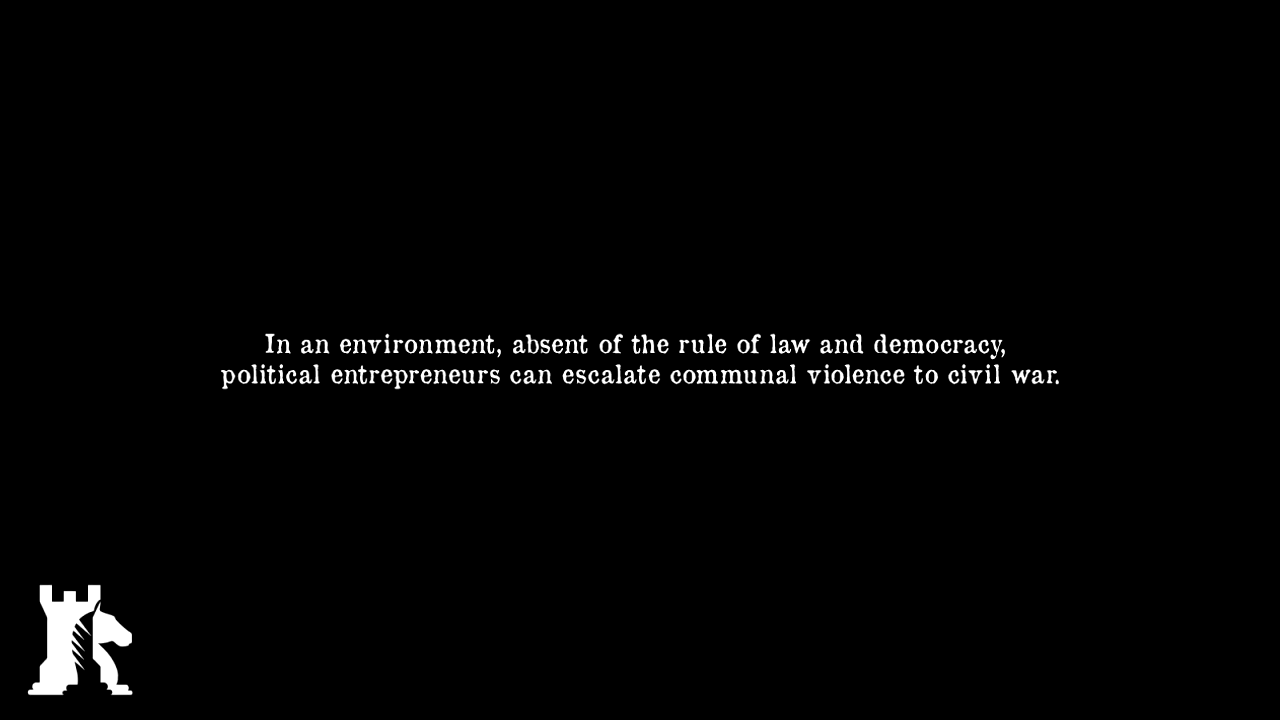 In an environment, absent of the rule of law and democracy,
political entrepreneurs can escalate communal violence to civil war.